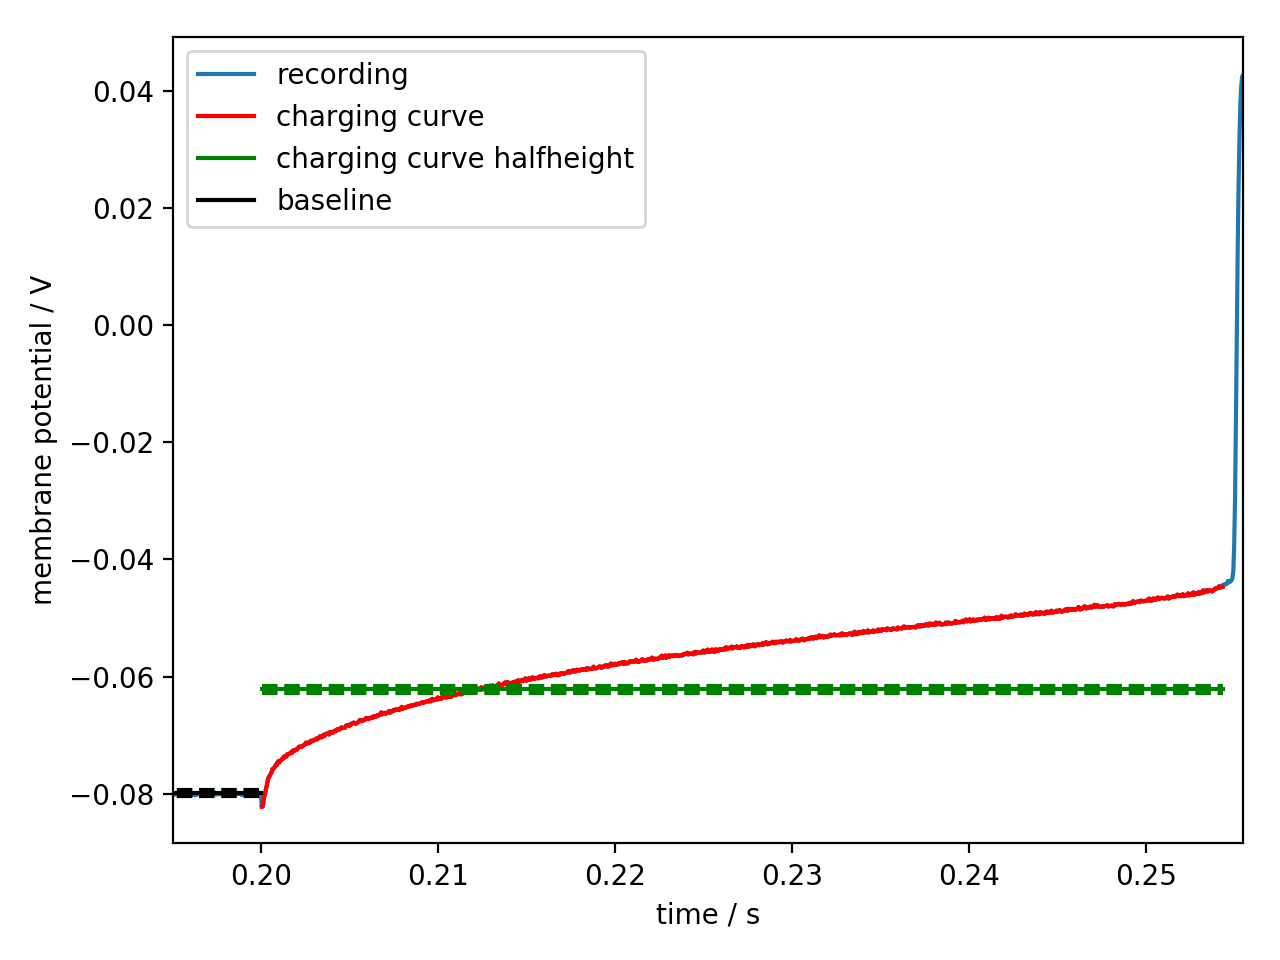 recording
charging curve
charging curve halfheight
baseline
0.04
0.02
0.00
−0.02
−0.04
−0.06
−0.08
membrane potential / V
0.20 0.21 0.22 0.23 0.24 0.25
time / s